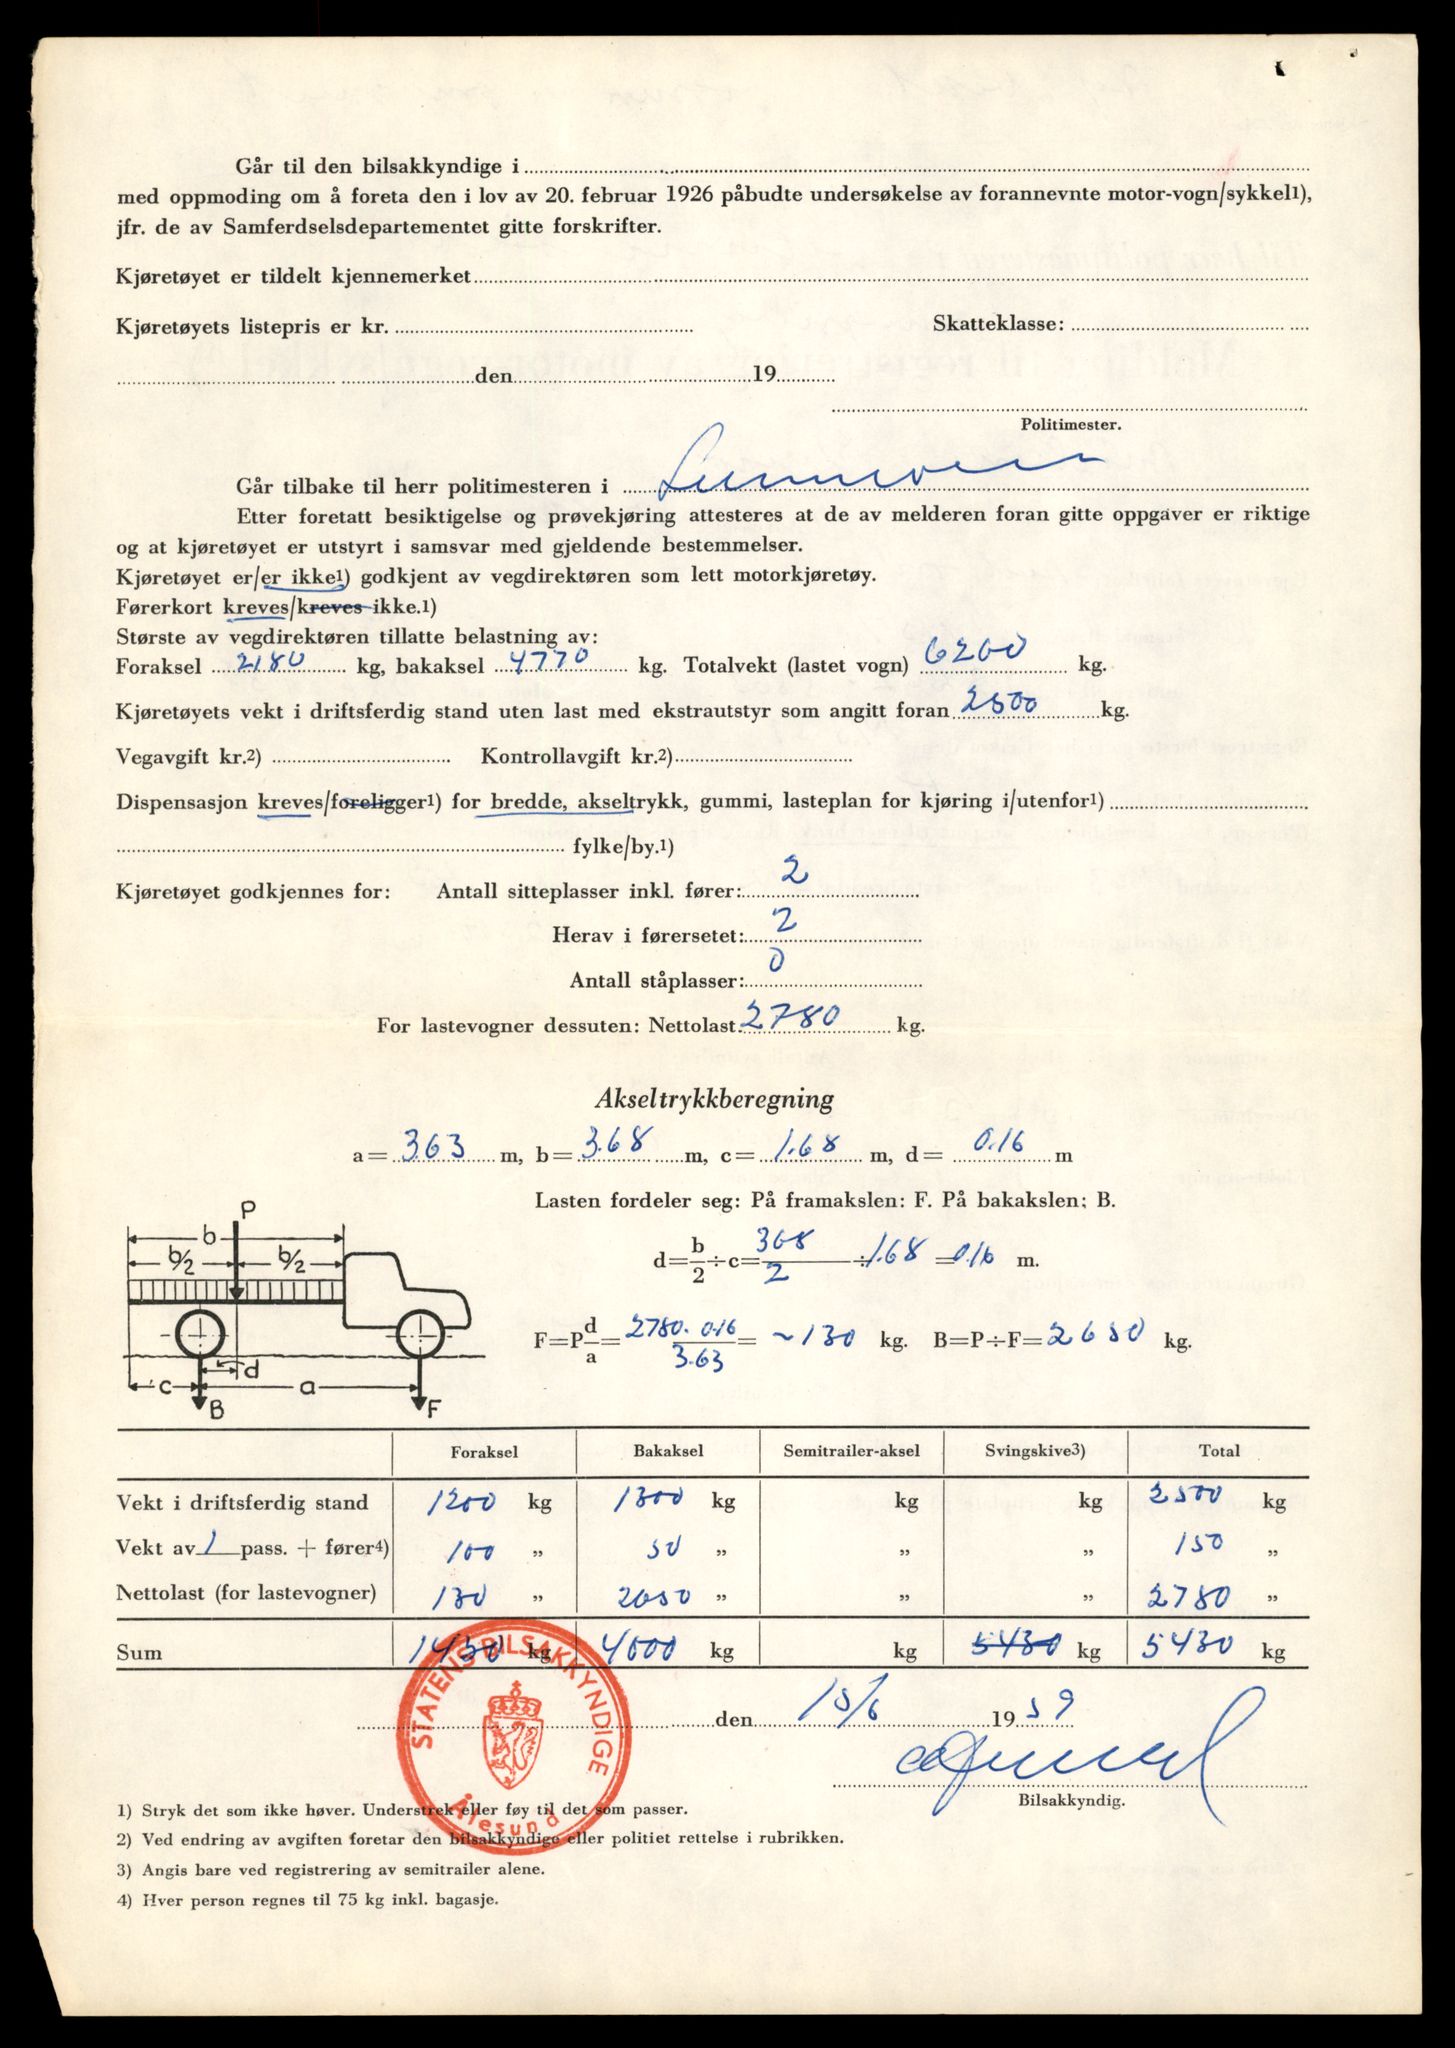 Går til den bilsakkyndige i
med oppmoding om å foreta den i lov av 20. februar 1926 påbudte undersøkelse av forannevnte motor-vogn/sykkel1),
jfr. de av Samferdselsdepartementet gitte forskrifter.
Kjøretøyet er tildelt kjennemerket
Kjøretøyets listepris er kr. Skatteklasse:
den 19
Politimester.
Går tilbake til herr politimesteren i
Etter foretatt besiktigelse og prøvekjøring attesteres at de av melderen foran gitte oppgaver er riktige
og at kjøretøyet er utstyrt i samsvar med gjeldende bestemmelser.
Kjøretøyet er/er ikke1) godkjent av vegdirektøren som lett motorkjøretøy.
Førerkort kreves/kreves ikke.1)
Største av vegdirektøren tillatte belastning av:
Foraksel 2180 kg, bakaksel 4770 kg. Totalvekt (lastet vogn) 6260 kg.
Kjøretøyets vekt i driftsferdig stand uten last med ekstrautstyr som angitt foran 2500 kg.
Vegavgift kr.2) Kontrollavgift kr.2)
Dispensasjon kreves/foreligger1) for bredde, akseltrykk, gummi, lasteplan for kjøring i/utenfor1)
fylke/by.1)
Kjøretøyet godkjennes for: Antall sitteplasser inkl. fører: 2
Herav i førersetet: 2
Antall ståplasser: 0
For lastevogner dessuten: Nettolast 2780 kg.
Akseltrykkberegning
a = 3.63 m, b = 3.68 m, c = 1.68 m, d = 0.16 m
Lasten fordeler seg: På framakslen: F. På bakakslen; B.
d = b/2 ÷ c = 368/2 ÷ 1.68 = 0.16 m.
F = P d/a = 2780. 0.16/3.63 = ~130 kg. B = P ÷ F = 2650 kg.
P
b
b/2 b/2
d
c a
B F
Foraksel Bakaksel Semitrailer-aksel Svingskive3) Total
Vekt i driftsferdig stand 1200 kg 1300 kg kg kg 2500 kg
Vekt av 1 pass. + fører4) 100 „ 50 „ „ „ 150 „
Nettolast (for lastevogner) 130 „ 2650 „ „ „ 2780 „
Sum 1430 kg 4000 kg kg 5430 kg 5430 kg
STATENS BILSAKKYNDIGE
Ålesund
den 15/6 1959
Bilsakkyndig.
1) Stryk det som ikke høver. Understrek eller føy til det som passer.
2) Ved endring av avgiften foretar den bilsakkyndige eller politiet rettelse i rubrikken.
3) Angis bare ved registrering av semitrailer alene.
4) Hver person regnes til 75 kg inkl. bagasje.